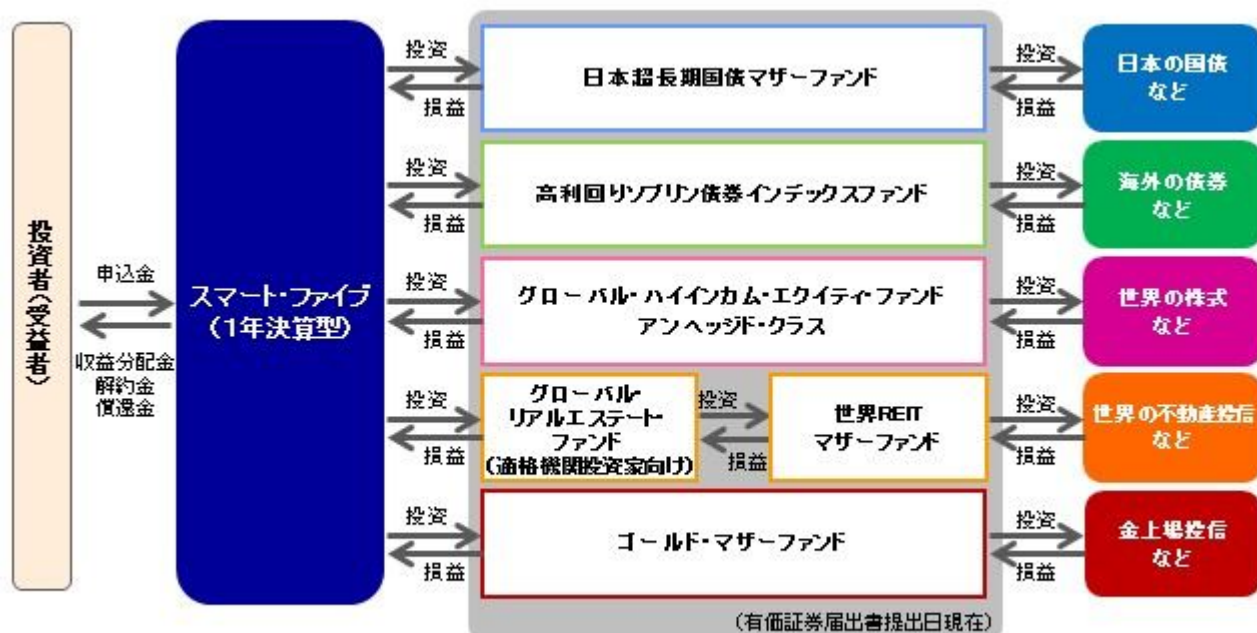 投資者(受益者)
申込金
収益分配金
解約金
償還金
スマート・ファイブ
(1年決算型)
投資
損益
日本超長期国債マザーファンド
投資
損益
日本の国債
など
投資
損益
高利回りソブリン債券インデックスファンド
投資
損益
海外の債券
など
投資
損益
グローバル・ハイインカム・エクイティ・ファンド
アンヘッジド・クラス
投資
損益
世界の株式
など
投資
損益
グローバル・
リアルエステート・
ファンド
(適格機関投資家向け)
投資
損益
世界REIT
マザーファンド
投資
損益
世界の不動産投信
など
投資
損益
ゴールド・マザーファンド
投資
損益
金上場投信
など
(有価証券届出書提出日現在)